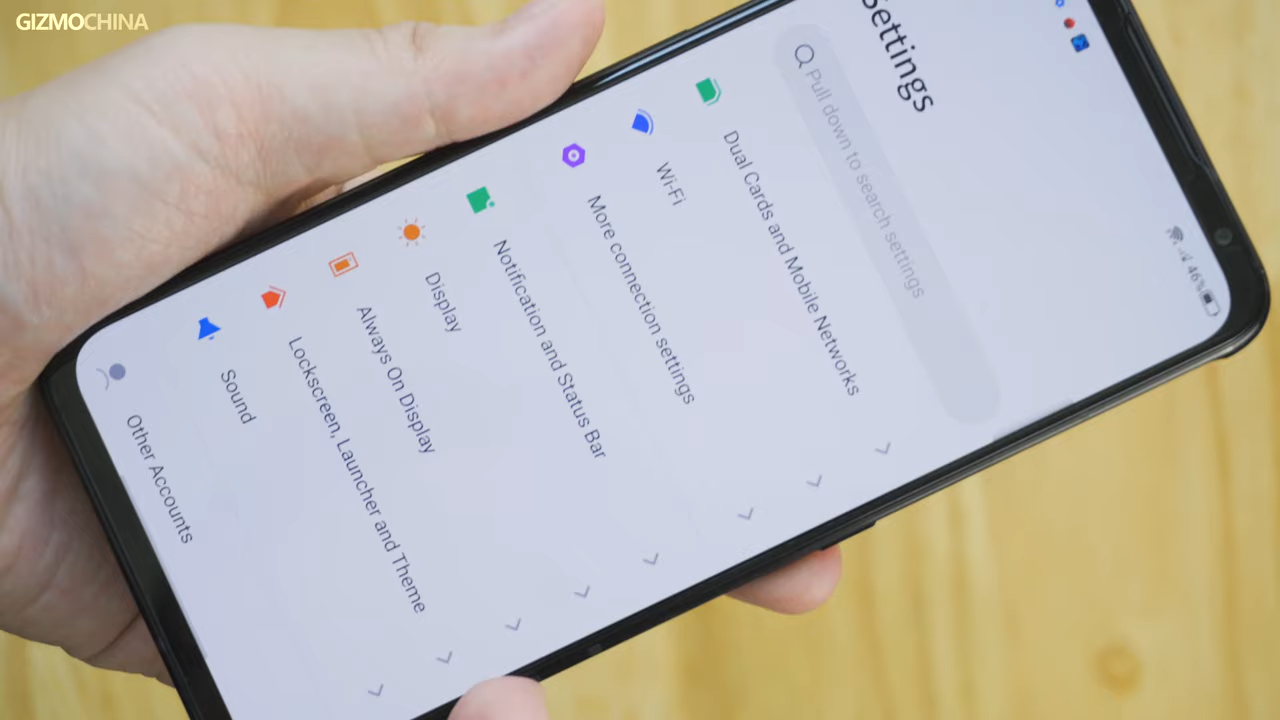 GIZMOCHINA
46%
Settings
Pull down to search settings
Dual Cards and Mobile Networks
Wi-Fi
More connection settings
Notification and Status Bar
Display
Always On Display
Lockscreen, Launcher and Theme
Sound
Other Accounts